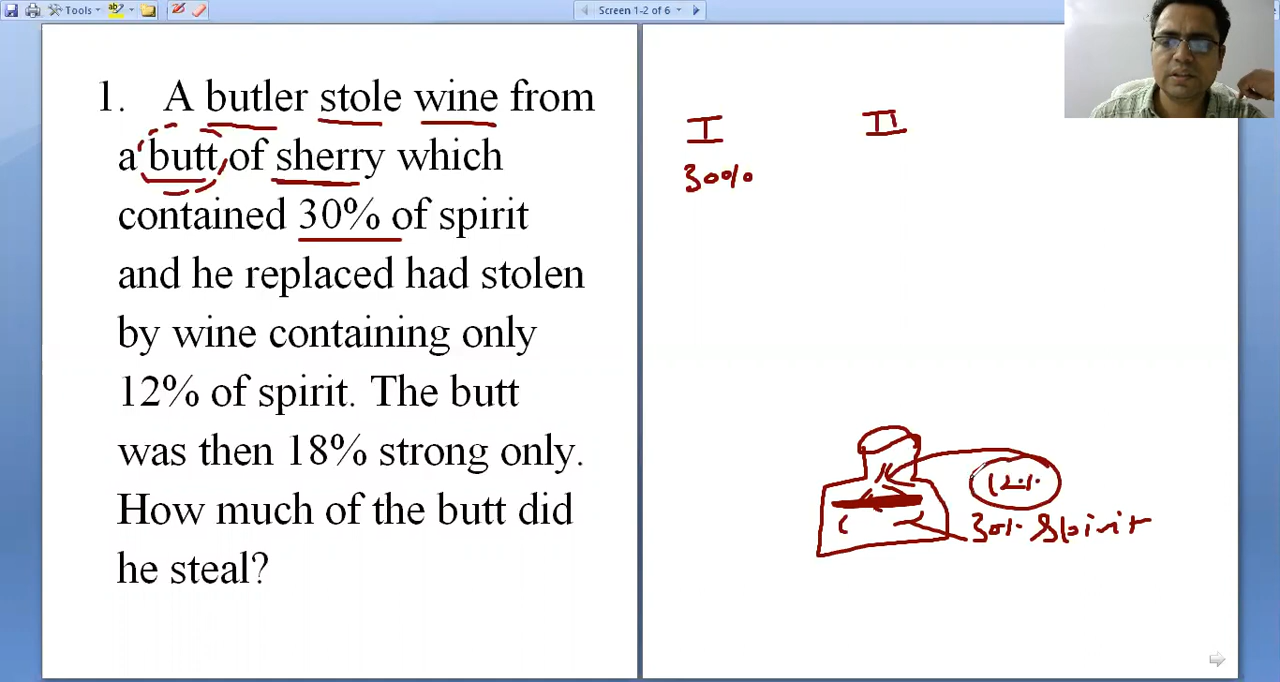 Tools
Screen 1-2 of 6
1. A butler stole wine from
a butt of sherry which
contained 30% of spirit
and he replaced had stolen
by wine containing only
12% of spirit. The butt
was then 18% strong only.
How much of the butt did
he steal?
I II
30%
12%
30% Spirit